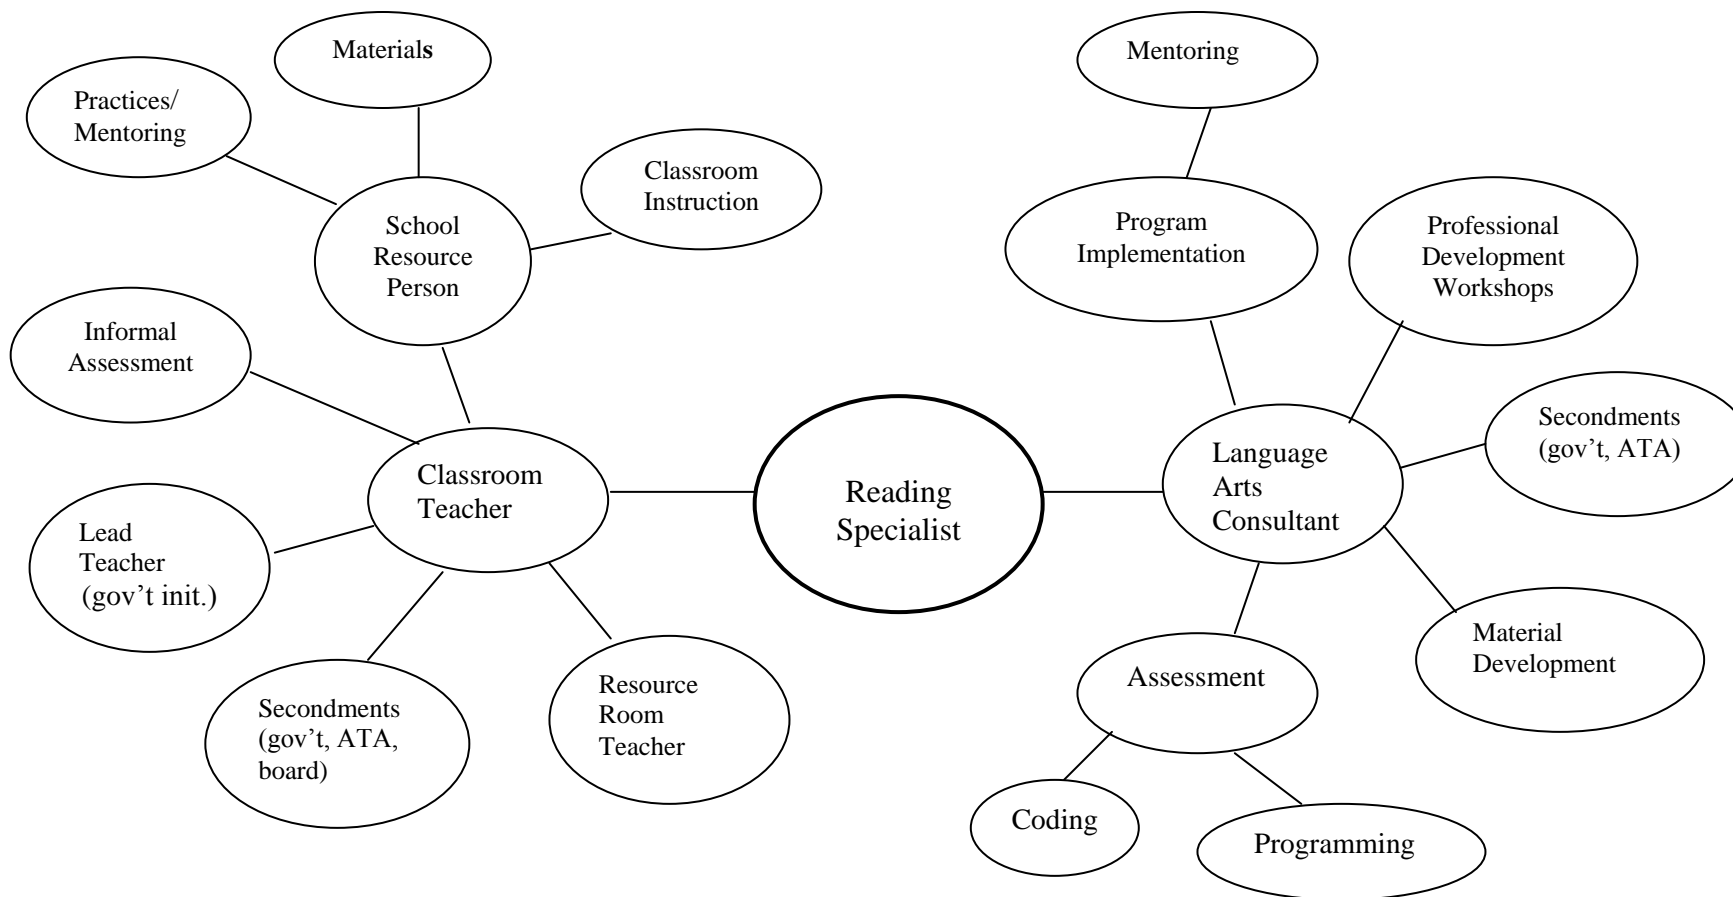 Materials
Practices/
Mentoring
Classroom
Instruction
School
Resource
Person
Informal
Assessment
Classroom
Teacher
Lead
Teacher
(gov’t init.)
Secondments
(gov’t, ATA,
board)
Resource
Room
Teacher
Reading
Specialist
Mentoring
Program
Implementation
Professional
Development
Workshops
Secondments
(gov’t, ATA)
Language
Arts
Consultant
Material
Development
Assessment
Coding
Programming